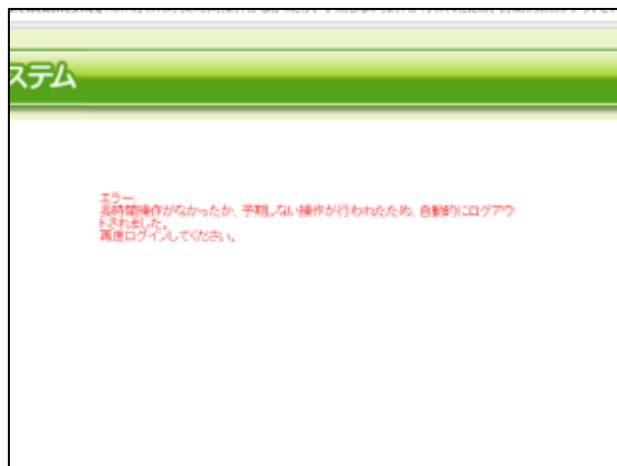 ステム
エラー
長時間操作がなかったか、予期しない操作が行われたため、自動的にログアウ
トされました。
再度ログインしてください。